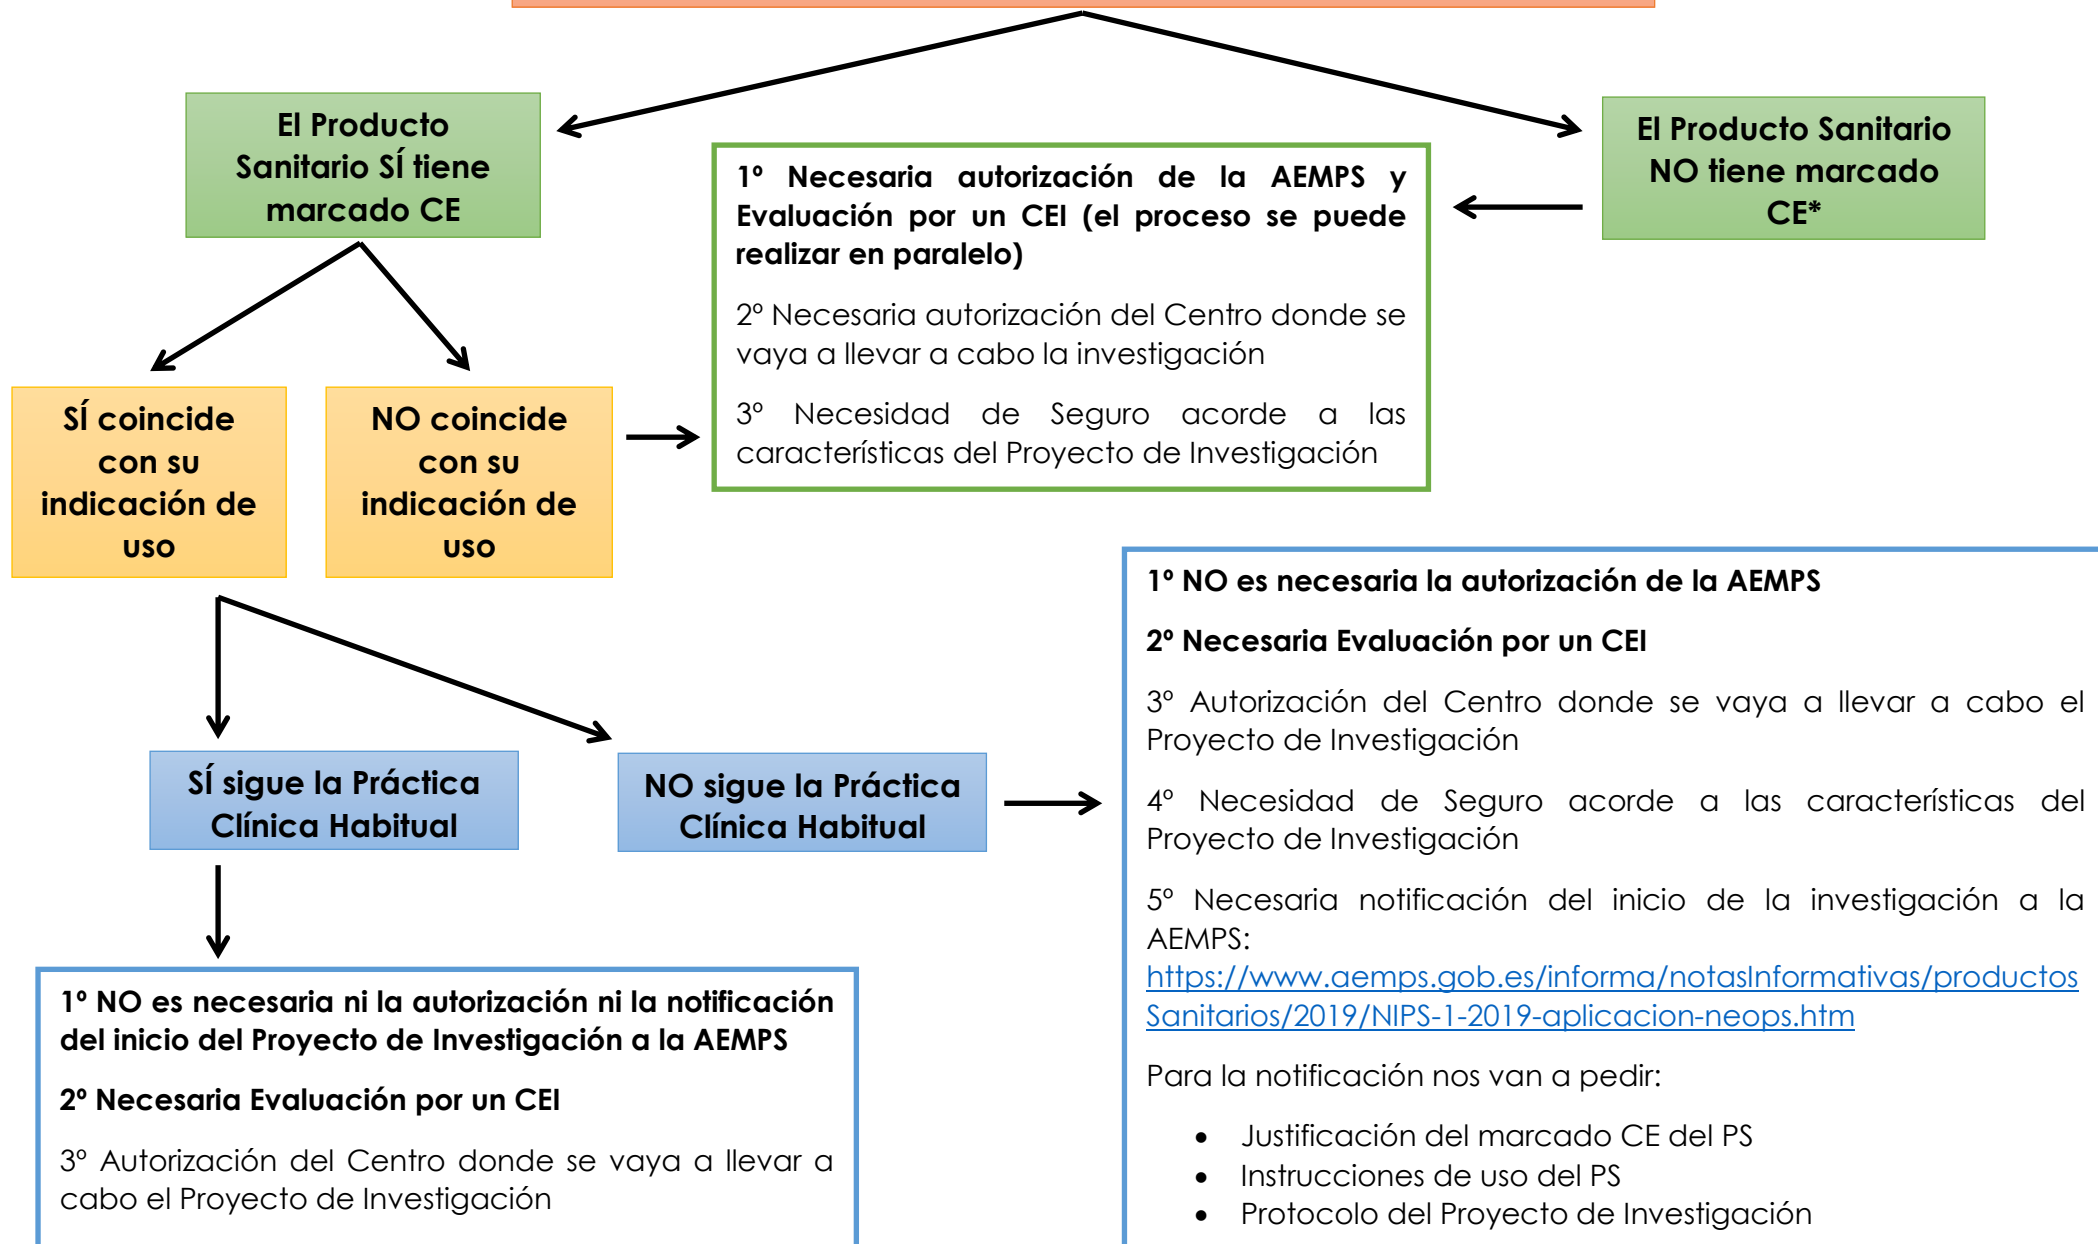 El Producto
Sanitario SÍ tiene
marcado CE
El Producto Sanitario
NO tiene marcado
CE*
1º Necesaria autorización de la AEMPS y
Evaluación por un CEI (el proceso se puede
realizar en paralelo)
2º Necesaria autorización del Centro donde se
vaya a llevar a cabo la investigación
3º Necesidad de Seguro acorde a las
características del Proyecto de Investigación
SÍ coincide
con su
indicación de
uso
NO coincide
con su
indicación de
uso
SÍ sigue la Práctica
Clínica Habitual
NO sigue la Práctica
Clínica Habitual
1º NO es necesaria la autorización de la AEMPS
2º Necesaria Evaluación por un CEI
3º Autorización del Centro donde se vaya a llevar a cabo el
Proyecto de Investigación
4º Necesidad de Seguro acorde a las características del
Proyecto de Investigación
5º Necesaria notificación del inicio de la investigación a la
AEMPS:
https://www.aemps.gob.es/informa/notasInformativas/productos
Sanitarios/2019/NIPS-1-2019-aplicacion-neops.htm
Para la notificación nos van a pedir:
• Justificación del marcado CE del PS
• Instrucciones de uso del PS
• Protocolo del Proyecto de Investigación
1º NO es necesaria ni la autorización ni la notificación
del inicio del Proyecto de Investigación a la AEMPS
2º Necesaria Evaluación por un CEI
3º Autorización del Centro donde se vaya a llevar a
cabo el Proyecto de Investigación